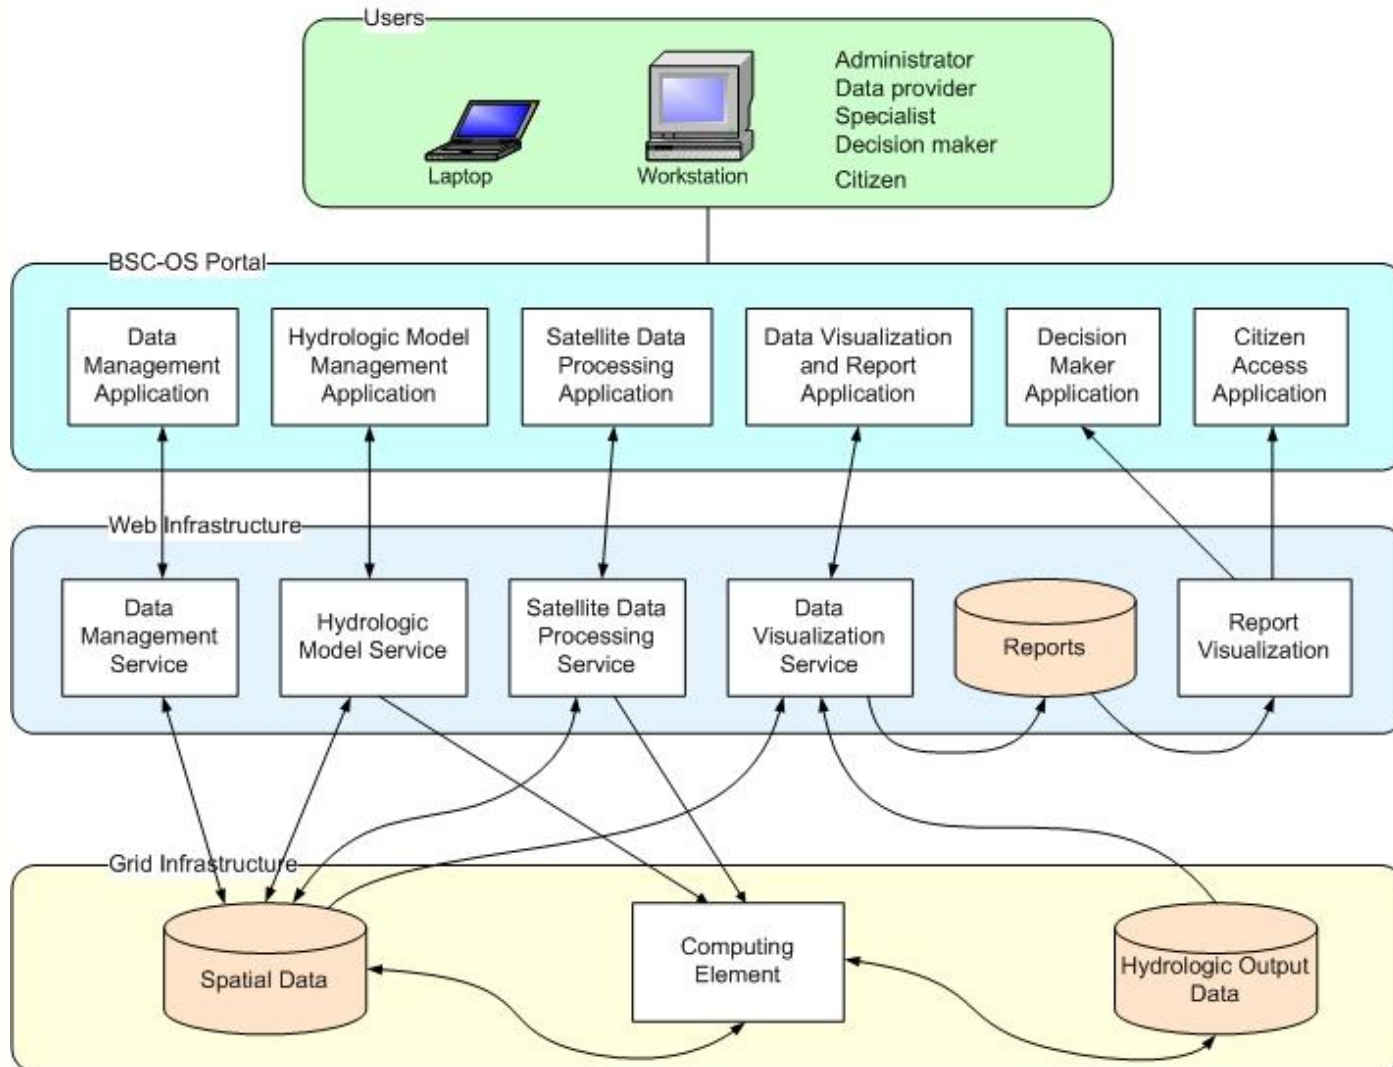 Users
Administrator
Data provider
Specialist
Decision maker
Citizen
Laptop
Workstation
BSC-OS Portal
Data
Management
Application
Hydrologic Model
Management
Application
Satellite Data
Processing
Application
Data Visualization
and Report
Application
Decision
Maker
Application
Citizen
Access
Application
Web Infrastructure
Data
Management
Service
Hydrologic
Model Service
Satellite Data
Processing
Service
Data
Visualization
Service
Reports
Report
Visualization
Grid Infrastructure
Spatial Data
Computing
Element
Hydrologic Output
Data